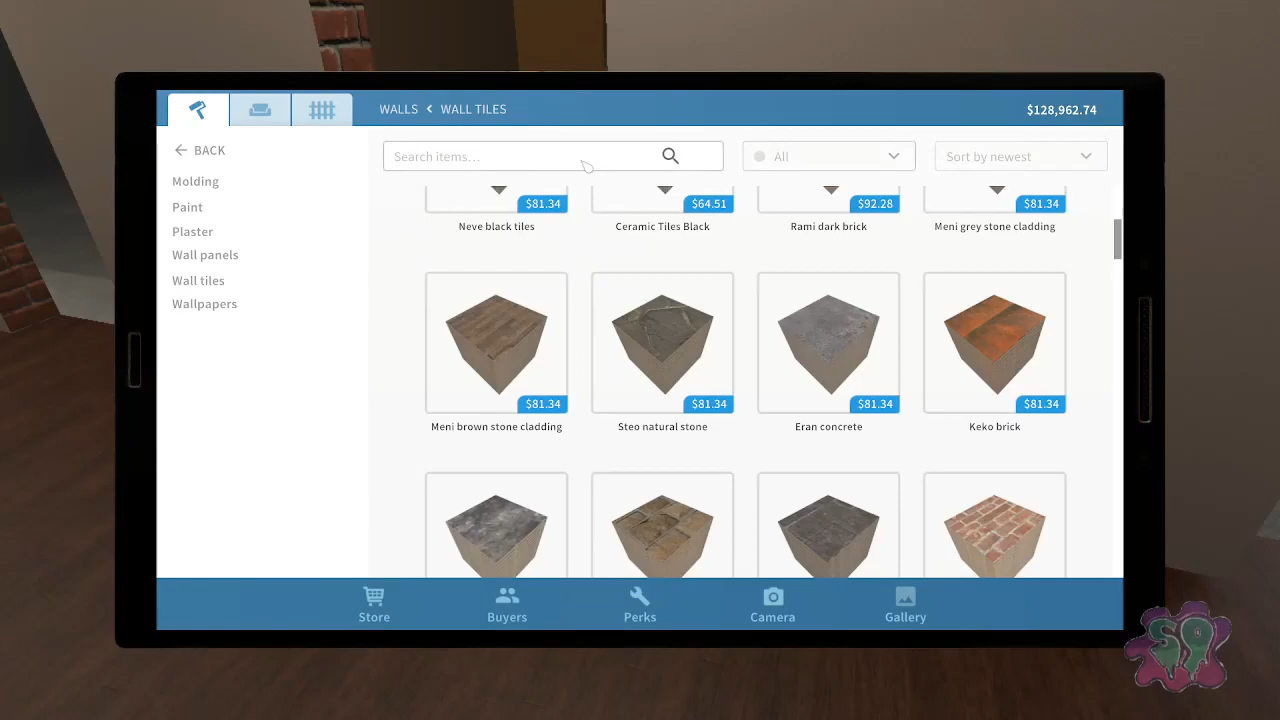 WALLS < WALL TILES
$128,962.74
BACK
Search items...
All
Sort by newest
Molding
Paint
Plaster
Wall panels
Wall tiles
Wallpapers
$81.34
$64.51
$92.28
$81.34
Neve black tiles
Ceramic Tiles Black
Rami dark brick
Meni grey stone cladding
$81.34
$81.34
$81.34
$81.34
Meni brown stone cladding
Steo natural stone
Eran concrete
Keko brick
Store
Buyers
Perks
Camera
Gallery
S9